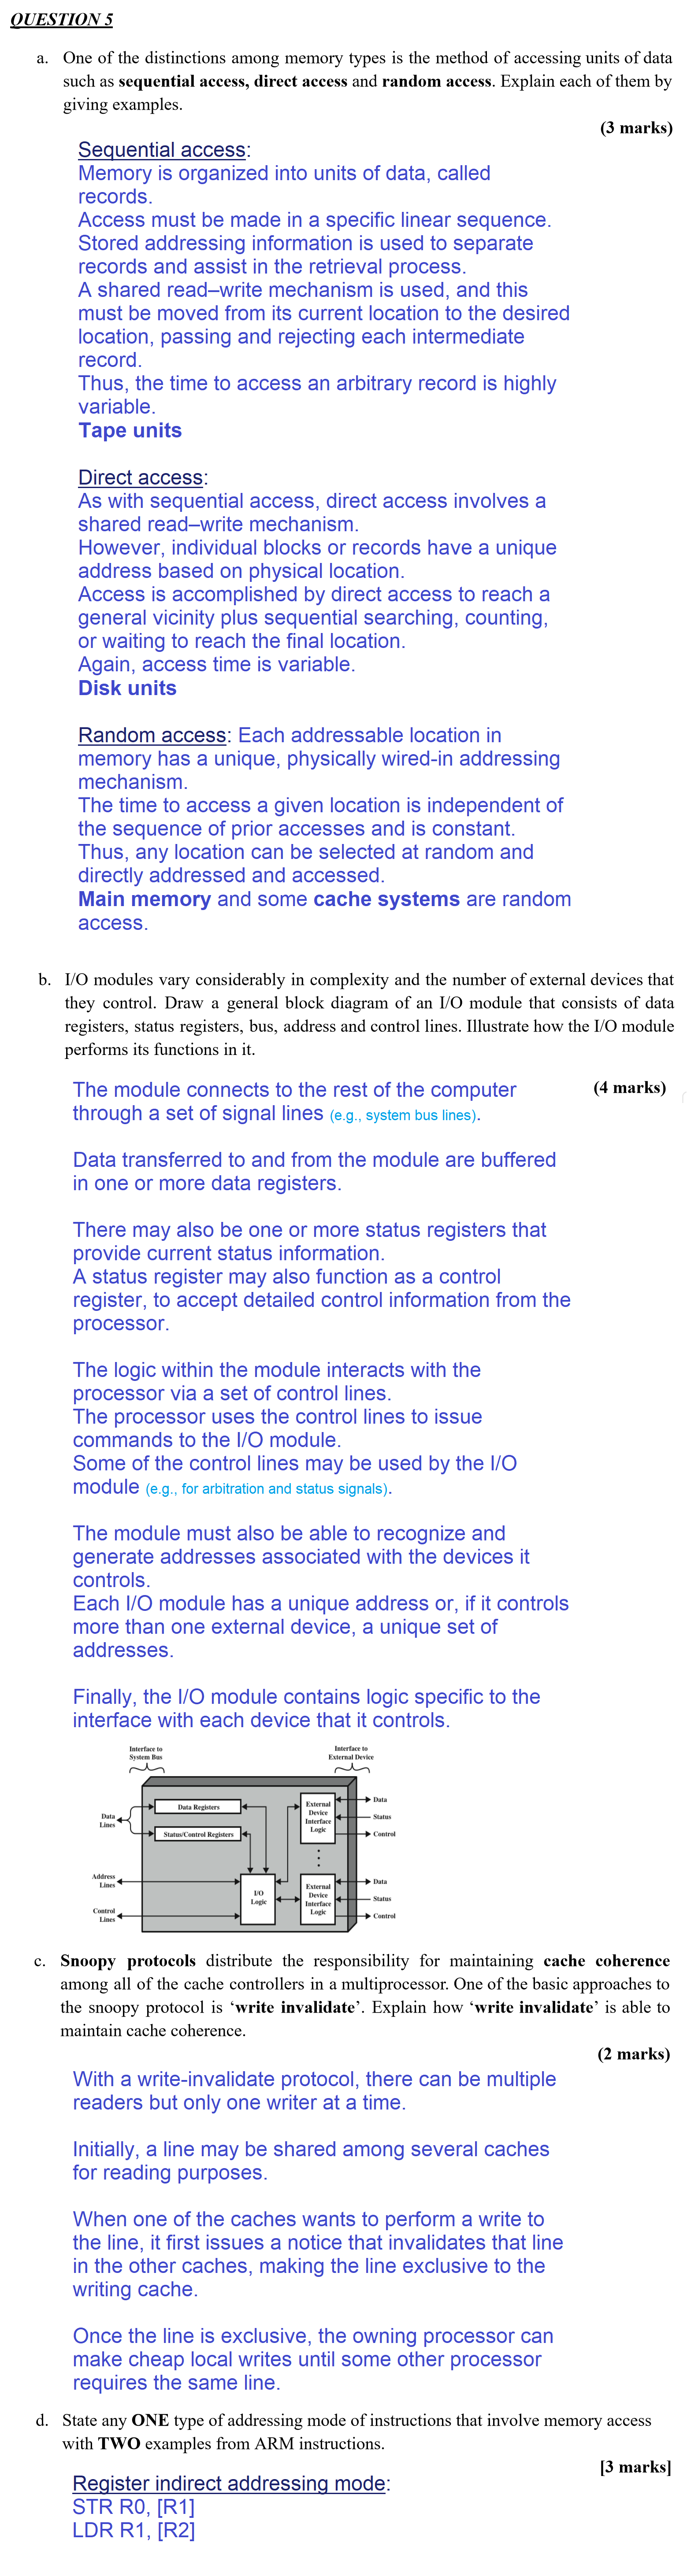 QUESTION 5
a. One of the distinctions among memory types is the method of accessing units of data
such as sequential access, direct access and random access. Explain each of them by
giving examples.
(3 marks)
Sequential access:
Memory is organized into units of data, called
records.
Access must be made in a specific linear sequence.
Stored addressing information is used to separate
records and assist in the retrieval process.
A shared read–write mechanism is used, and this
must be moved from its current location to the desired
location, passing and rejecting each intermediate
record.
Thus, the time to access an arbitrary record is highly
variable.
Tape units
Direct access:
As with sequential access, direct access involves a
shared read–write mechanism.
However, individual blocks or records have a unique
address based on physical location.
Access is accomplished by direct access to reach a
general vicinity plus sequential searching, counting,
or waiting to reach the final location.
Again, access time is variable.
Disk units
Random access: Each addressable location in
memory has a unique, physically wired-in addressing
mechanism.
The time to access a given location is independent of
the sequence of prior accesses and is constant.
Thus, any location can be selected at random and
directly addressed and accessed.
Main memory and some cache systems are random
access.
b. I/O modules vary considerably in complexity and the number of external devices that
they control. Draw a general block diagram of an I/O module that consists of data
registers, status registers, bus, address and control lines. Illustrate how the I/O module
performs its functions in it.
(4 marks)
The module connects to the rest of the computer
through a set of signal lines (e.g., system bus lines).
Data transferred to and from the module are buffered
in one or more data registers.
There may also be one or more status registers that
provide current status information.
A status register may also function as a control
register, to accept detailed control information from the
processor.
The logic within the module interacts with the
processor via a set of control lines.
The processor uses the control lines to issue
commands to the I/O module.
Some of the control lines may be used by the I/O
module (e.g., for arbitration and status signals).
The module must also be able to recognize and
generate addresses associated with the devices it
controls.
Each I/O module has a unique address or, if it controls
more than one external device, a unique set of
addresses.
Finally, the I/O module contains logic specific to the
interface with each device that it controls.
Interface to
System Bus
Interface to
External Device
Data
Lines
Data Registers
Status/Control Registers
External
Device
Interface
Logic
Data
Status
Control
Address
Lines
Control
Lines
I/O
Logic
External
Device
Interface
Logic
Data
Status
Control
c. Snoopy protocols distribute the responsibility for maintaining cache coherence
among all of the cache controllers in a multiprocessor. One of the basic approaches to
the snoopy protocol is ‘write invalidate’. Explain how ‘write invalidate’ is able to
maintain cache coherence.
(2 marks)
With a write-invalidate protocol, there can be multiple
readers but only one writer at a time.
Initially, a line may be shared among several caches
for reading purposes.
When one of the caches wants to perform a write to
the line, it first issues a notice that invalidates that line
in the other caches, making the line exclusive to the
writing cache.
Once the line is exclusive, the owning processor can
make cheap local writes until some other processor
requires the same line.
d. State any ONE type of addressing mode of instructions that involve memory access
with TWO examples from ARM instructions.
[3 marks]
Register indirect addressing mode:
STR R0, [R1]
LDR R1, [R2]